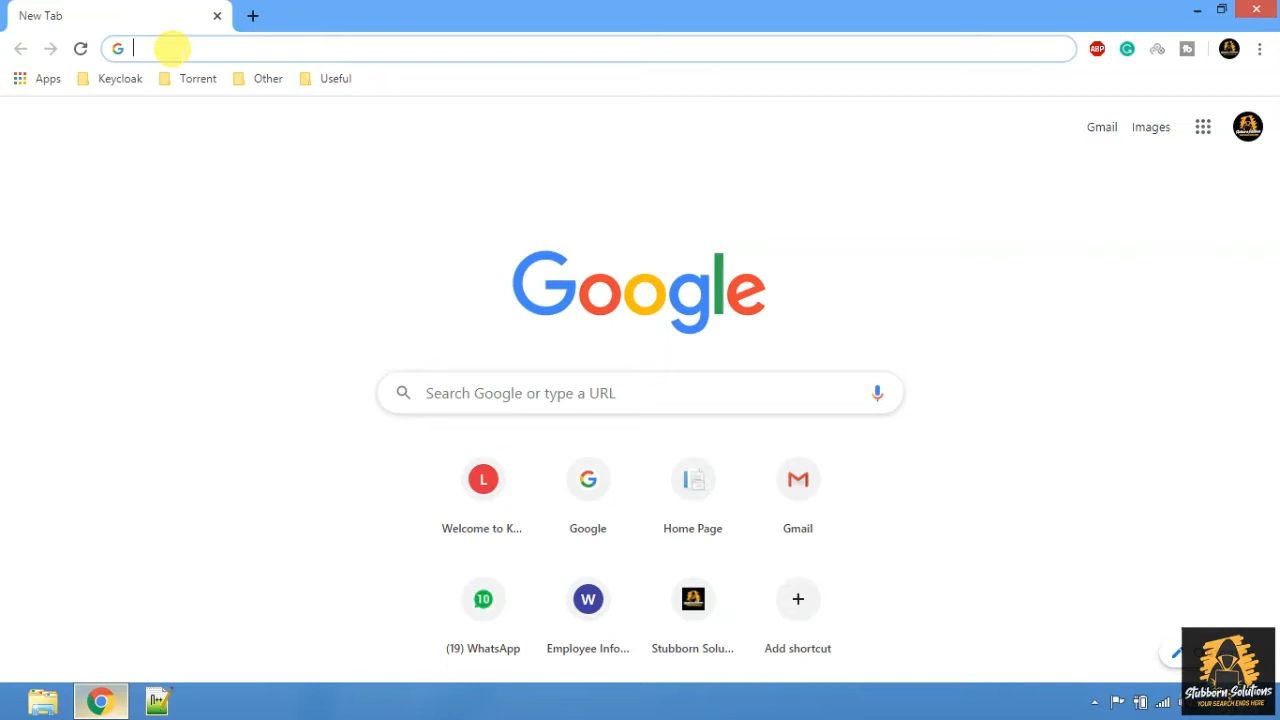 New Tab
ABP
Apps
Keycloak
Torrent
Other
Useful
Gmail
Images
Google
Search Google or type a URL
L
Welcome to K...
Google
Home Page
Gmail
10
W
(19) WhatsApp
Employee Info...
Stubborn Solu...
Add shortcut
Stubborn Solutions
YOUR SEARCH ENDS HERE